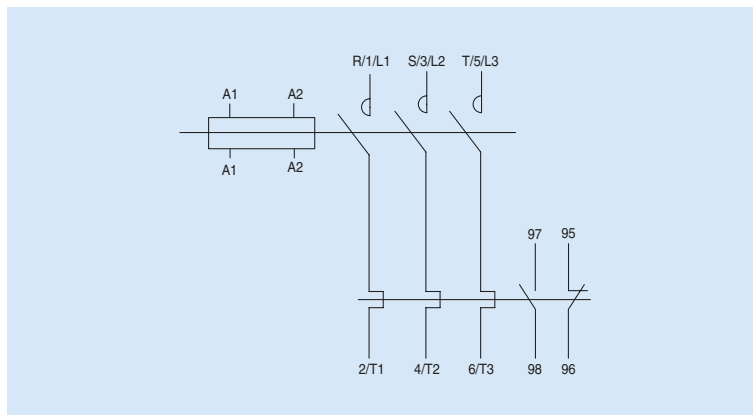 R/1/L1 S/3/L2 T/5/L3
A1 A2
A1 A2
97 95
2/T1 4/T2 6/T3 98 96